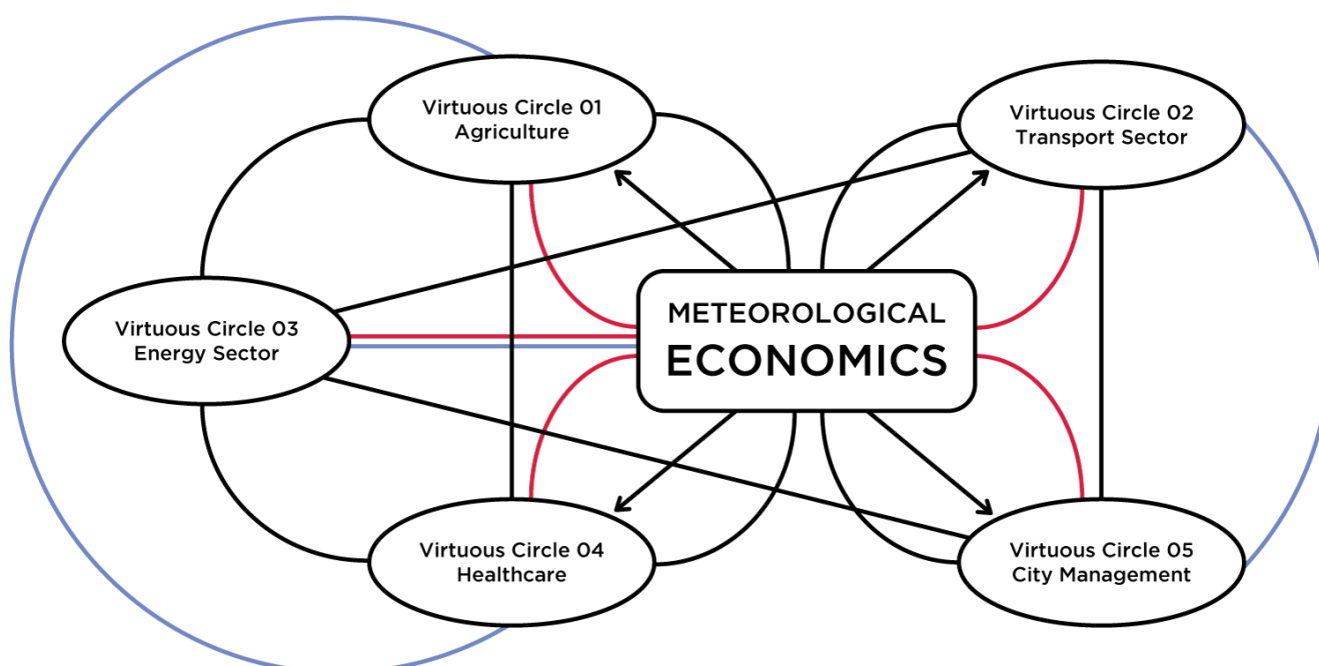 Virtuous Circle 01
Agriculture
Virtuous Circle 02
Transport Sector
METEOROLOGICAL
ECONOMICS
Virtuous Circle 03
Energy Sector
Virtuous Circle 04
Healthcare
Virtuous Circle 05
City Management